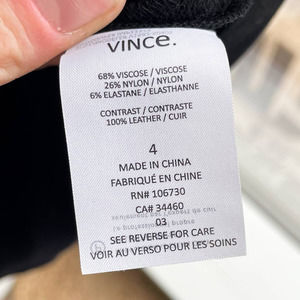 VINCE.
68% VISCOSE / VISCOSE
26% NYLON / NYLON
6% ELASTANE / ELASTHANNE
CONTRAST / CONTRASTE
100% LEATHER / CUIR
4
MADE IN CHINA
FABRIQUÉ EN CHINE
RN# 106730
CA# 34460
03
SEE REVERSE FOR CARE
VOIR AU VERSO POUR LES SOINS